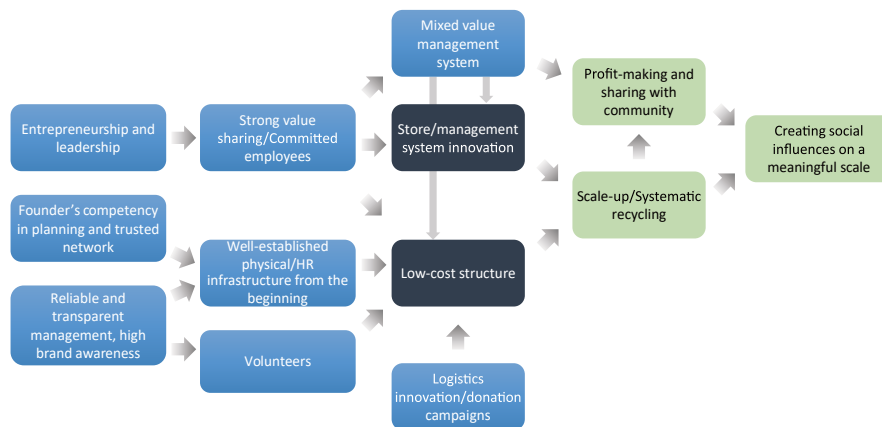 Mixed value
management
system
Profit-making and
sharing with
community
Entrepreneurship and
leadership
Strong value
sharing/Committed
employees
Store/management
system innovation
Creating social
influences on a
meaningful scale
Founder’s competency
in planning and trusted
network
Scale-up/Systematic
recycling
Well-established
physical/HR
infrastructure from the
beginning
Low-cost structure
Reliable and
transparent
management, high
brand awareness
Volunteers
Logistics
innovation/donation
campaigns